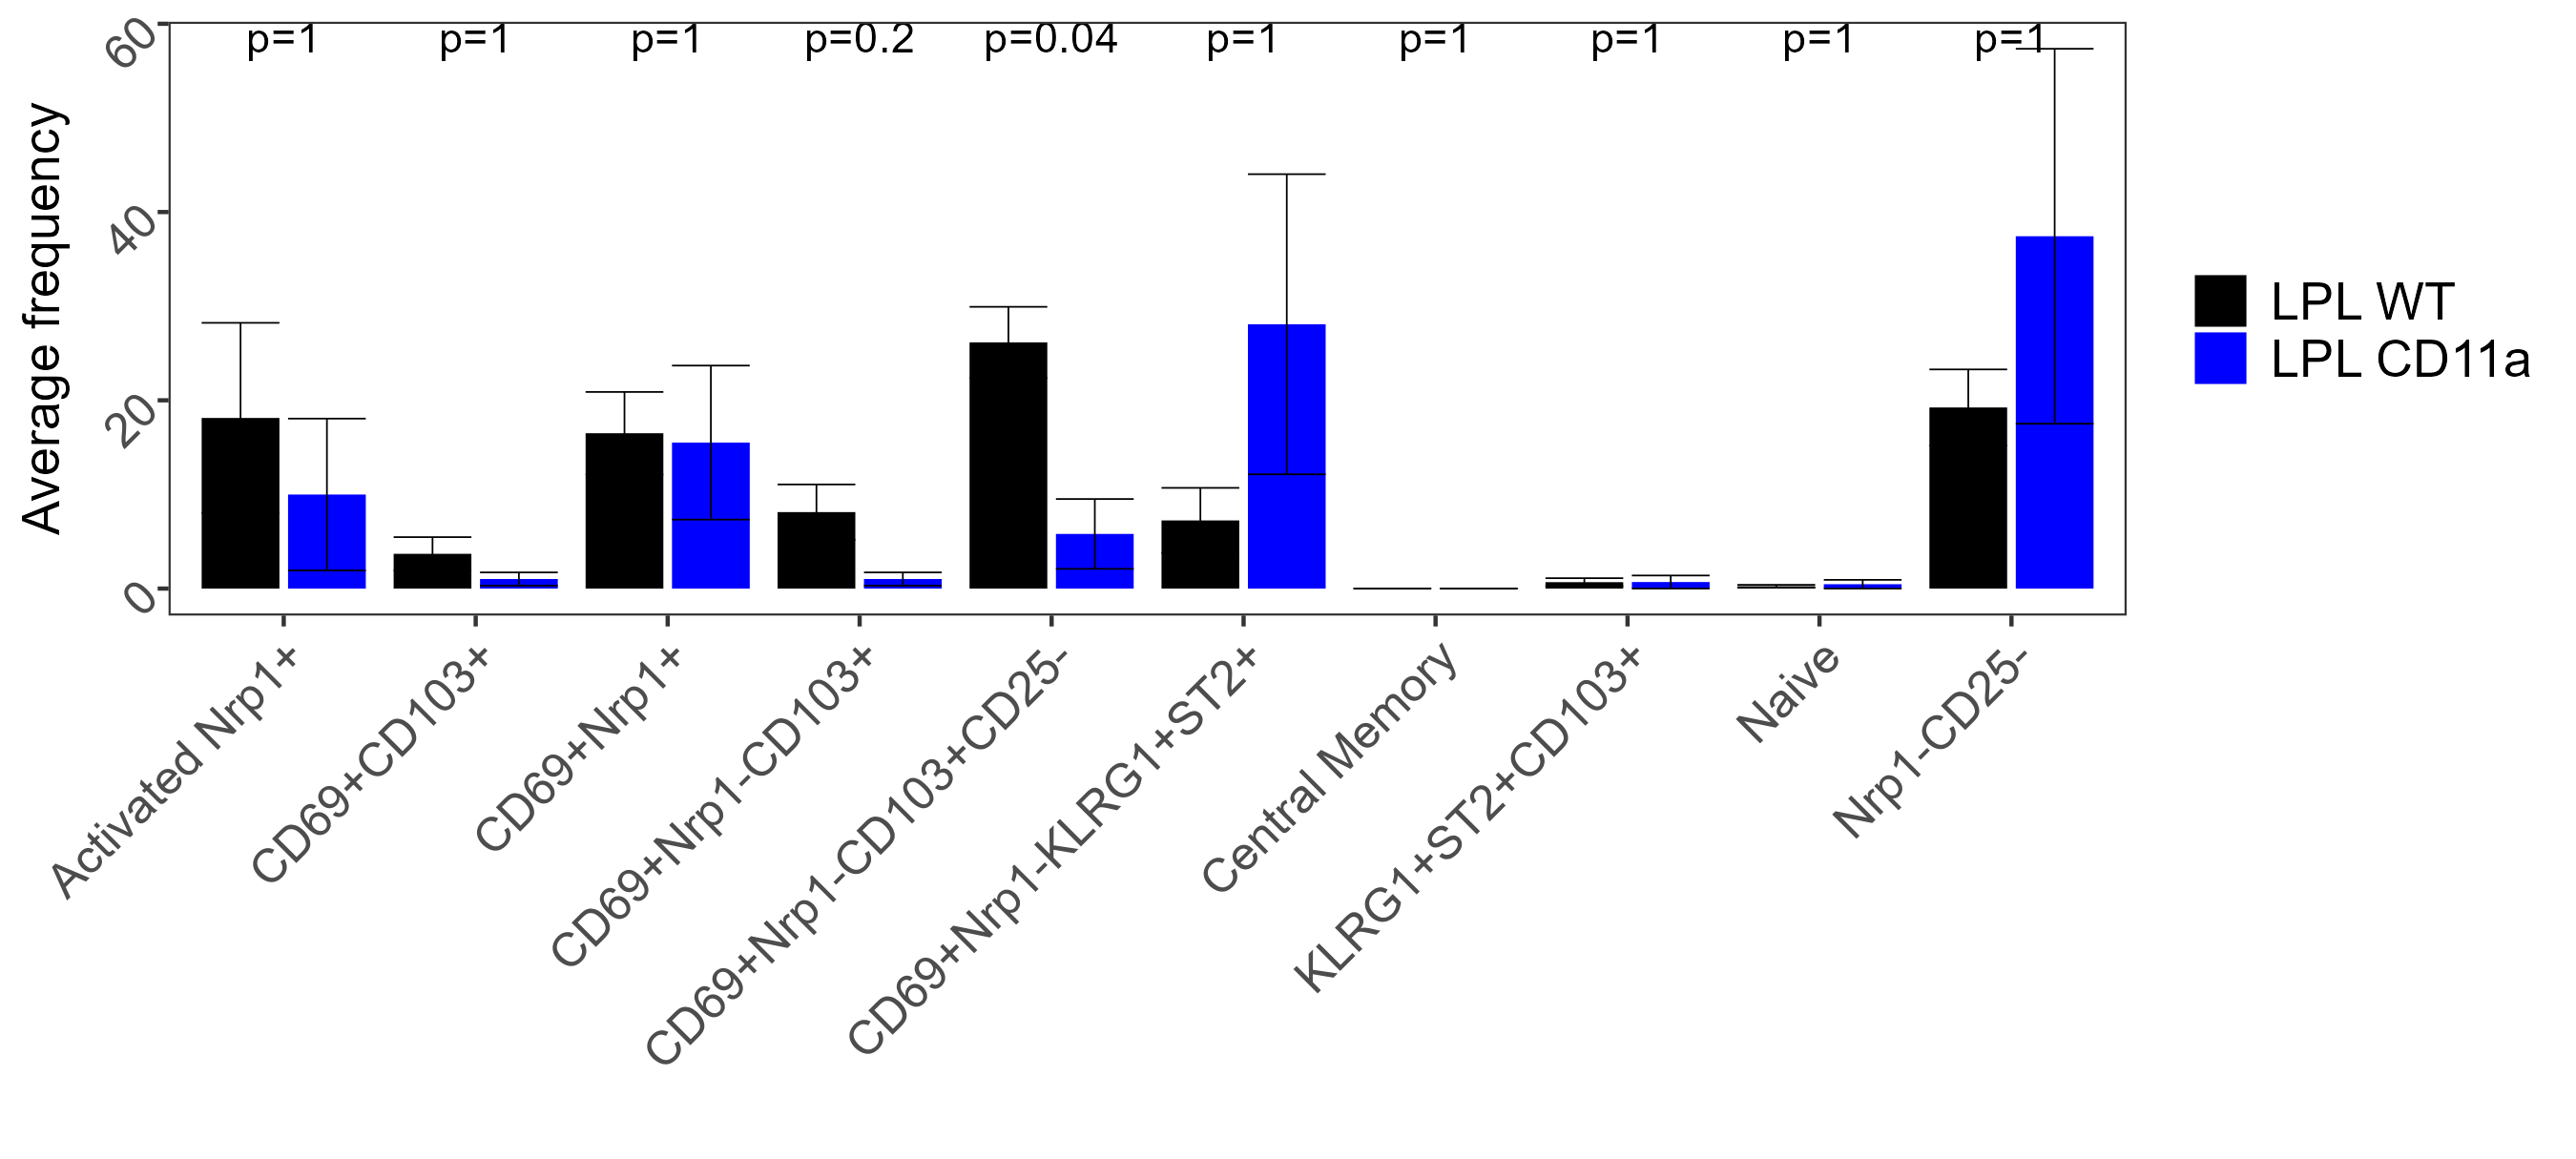 p=1 p=1 p=1 p=0.2 p=0.04 p=1 p=1 p=1 p=1 p=1
Average frequency
60
40
20
0
LPL WT
LPL CD11a
Activated Nrp1+
CD69+CD103+
CD69+Nrp1+
CD69+Nrp1-CD103+
CD69+Nrp1-CD103+CD25-
CD69+Nrp1-KLRG1+ST2+
Central Memory
KLRG1+ST2+CD103+
Naive
Nrp1-CD25-